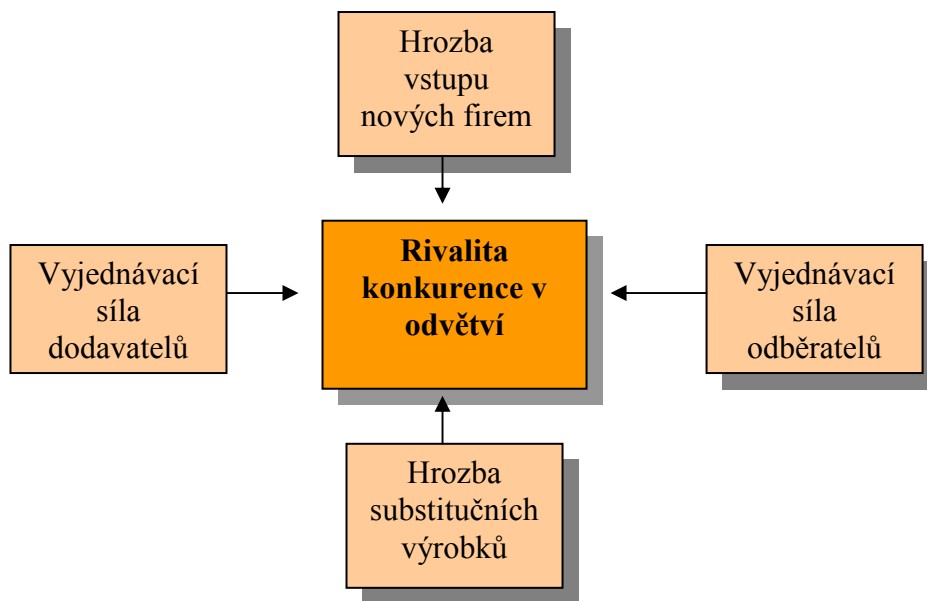 Hrozba
vstupu
nových firem
Vyjednávací
síla
dodavatelů
Rivalita
konkurence v
odvětví
Vyjednávací
síla
odběratelů
Hrozba
substitučních
výrobků